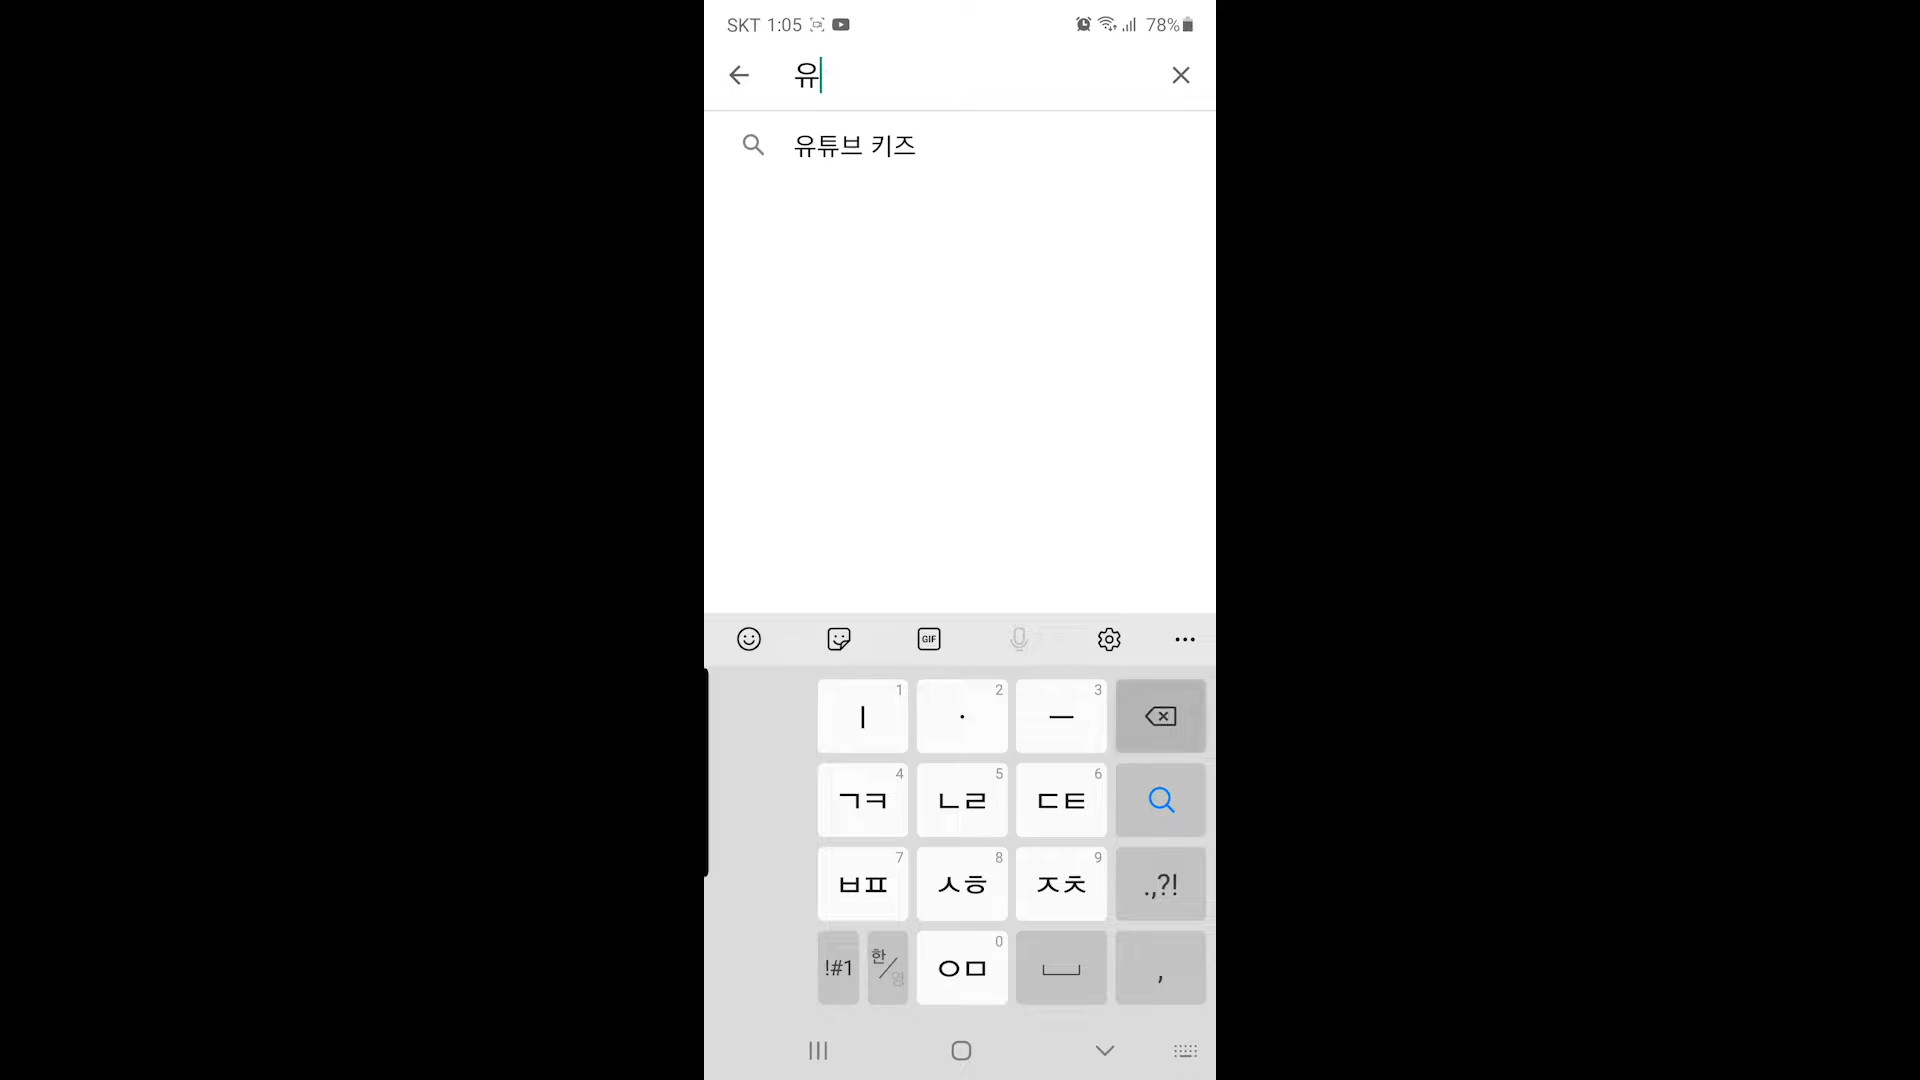 SKT 1:05 78%
유
유튜브 키즈
GIF
1 2 3
ㅣ · ㅡ
4 5 6
ㄱㅋ ㄴㄹ ㄷㅌ
7 8 9
ㅂㅍ ㅅㅎ ㅈㅊ .,?!
0
!#1 한/영 ㅇㅁ ,